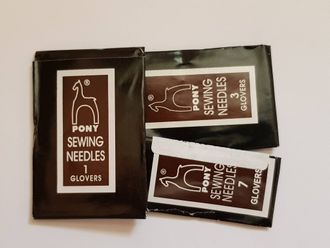 ®
PONY
SEWING
NEEDLES
1
GLOVERS
®
PONY
SEWING
NEEDLES
3
GLOVERS
PONY
SEWING
NEEDLES
7
GLOVERS